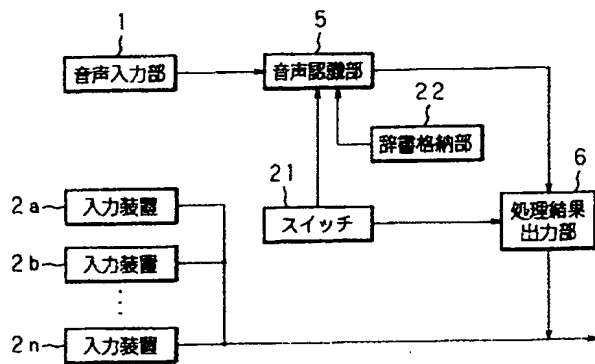 1
音声入力部
5
音声認識部
22
辞書格納部
21
スイッチ
6
処理結果
出力部
2a
入力装置
2b
入力装置
2n
入力装置